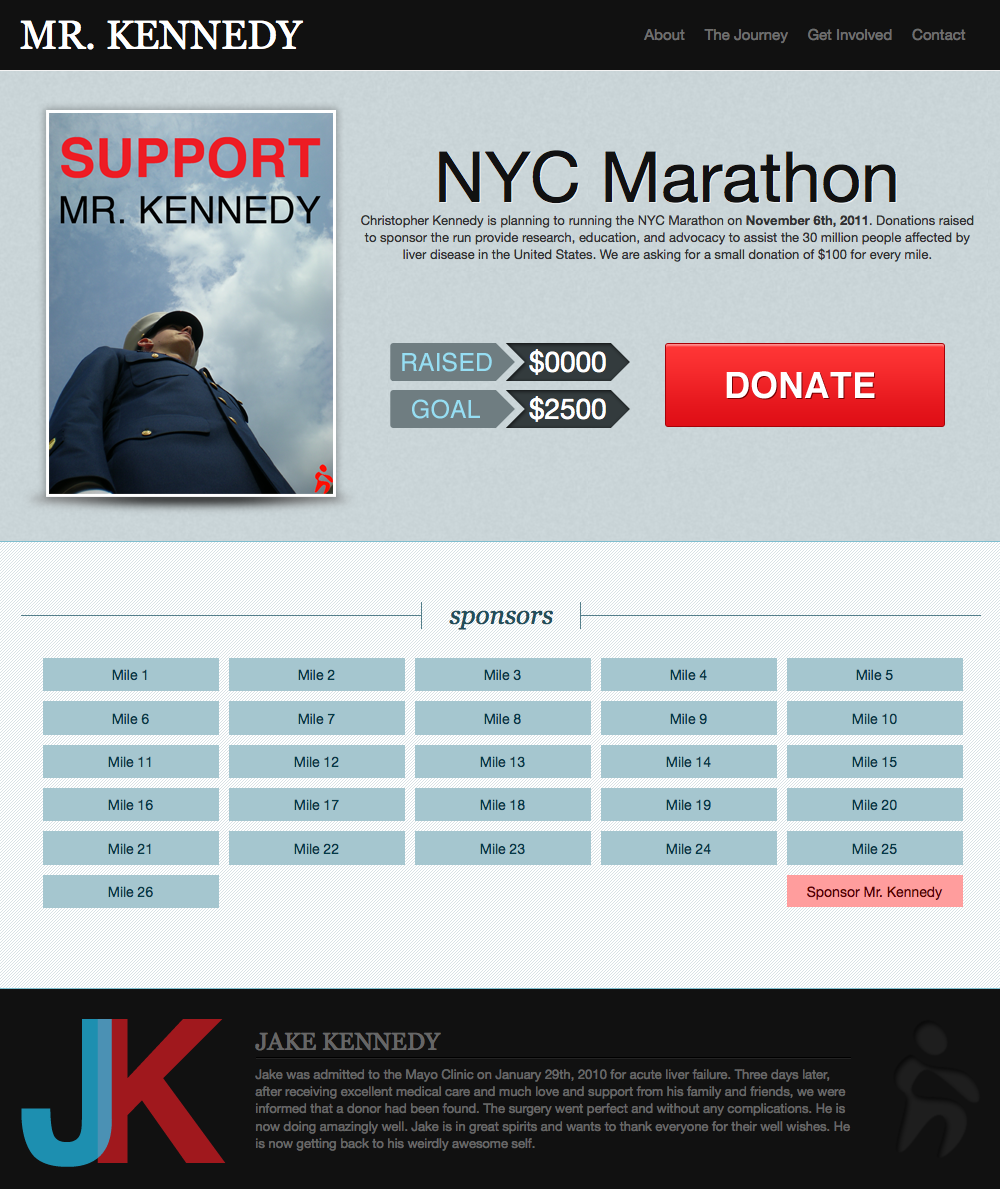 MR. KENNEDY
About The Journey Get Involved Contact
SUPPORT
MR. KENNEDY
NYC Marathon
Christopher Kennedy is planning to running the NYC Marathon on November 6th, 2011. Donations raised
to sponsor the run provide research, education, and advocacy to assist the 30 million people affected by
liver disease in the United States. We are asking for a small donation of $100 for every mile.
RAISED $0000
GOAL $2500
DONATE
sponsors
Mile 1 Mile 2 Mile 3 Mile 4 Mile 5
Mile 6 Mile 7 Mile 8 Mile 9 Mile 10
Mile 11 Mile 12 Mile 13 Mile 14 Mile 15
Mile 16 Mile 17 Mile 18 Mile 19 Mile 20
Mile 21 Mile 22 Mile 23 Mile 24 Mile 25
Mile 26 Sponsor Mr. Kennedy
JK
JAKE KENNEDY
Jake was admitted to the Mayo Clinic on January 29th, 2010 for acute liver failure. Three days later,
after receiving excellent medical care and much love and support from his family and friends, we were
informed that a donor had been found. The surgery went perfect and without any complications. He is
now doing amazingly well. Jake is in great spirits and wants to thank everyone for their well wishes. He
is now getting back to his weirdly awesome self.